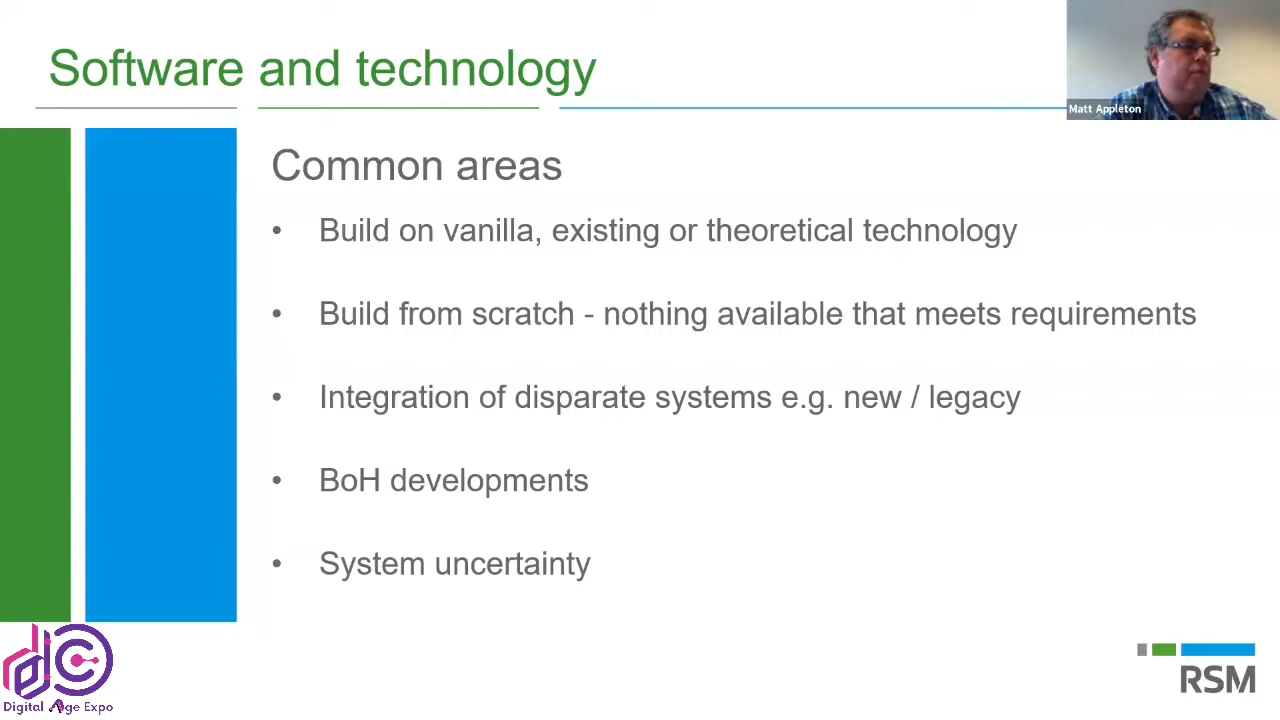 Software and technology
Matt Appleton
Common areas
• Build on vanilla, existing or theoretical technology
• Build from scratch - nothing available that meets requirements
• Integration of disparate systems e.g. new / legacy
• BoH developments
• System uncertainty
Digital Age Expo
RSM